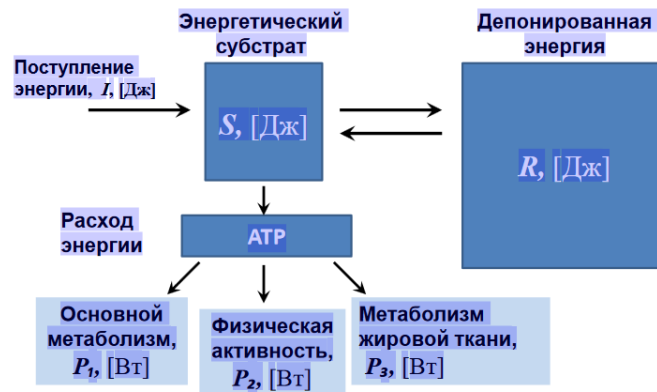 Энергетический
субстрат
Депонированная
энергия
Поступление
энергии, I, [Дж]
S, [Дж]
R, [Дж]
Расход
энергии
ATP
Основной
метаболизм,
P₁, [Вт]
Физическая
активность,
P₂, [Вт]
Метаболизм
жировой ткани,
P₃, [Вт]